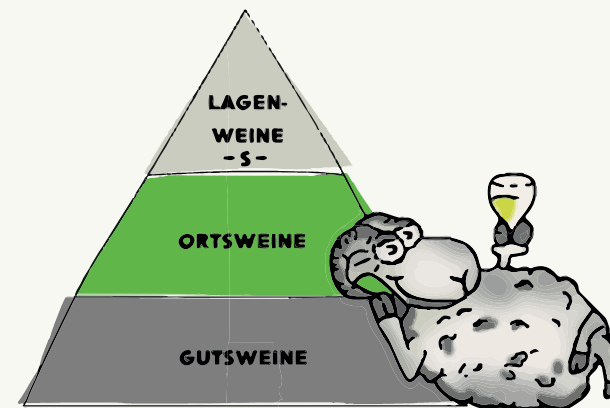 LAGEN-
WEINE
- S -
ORTSWEINE
GUTSWEINE